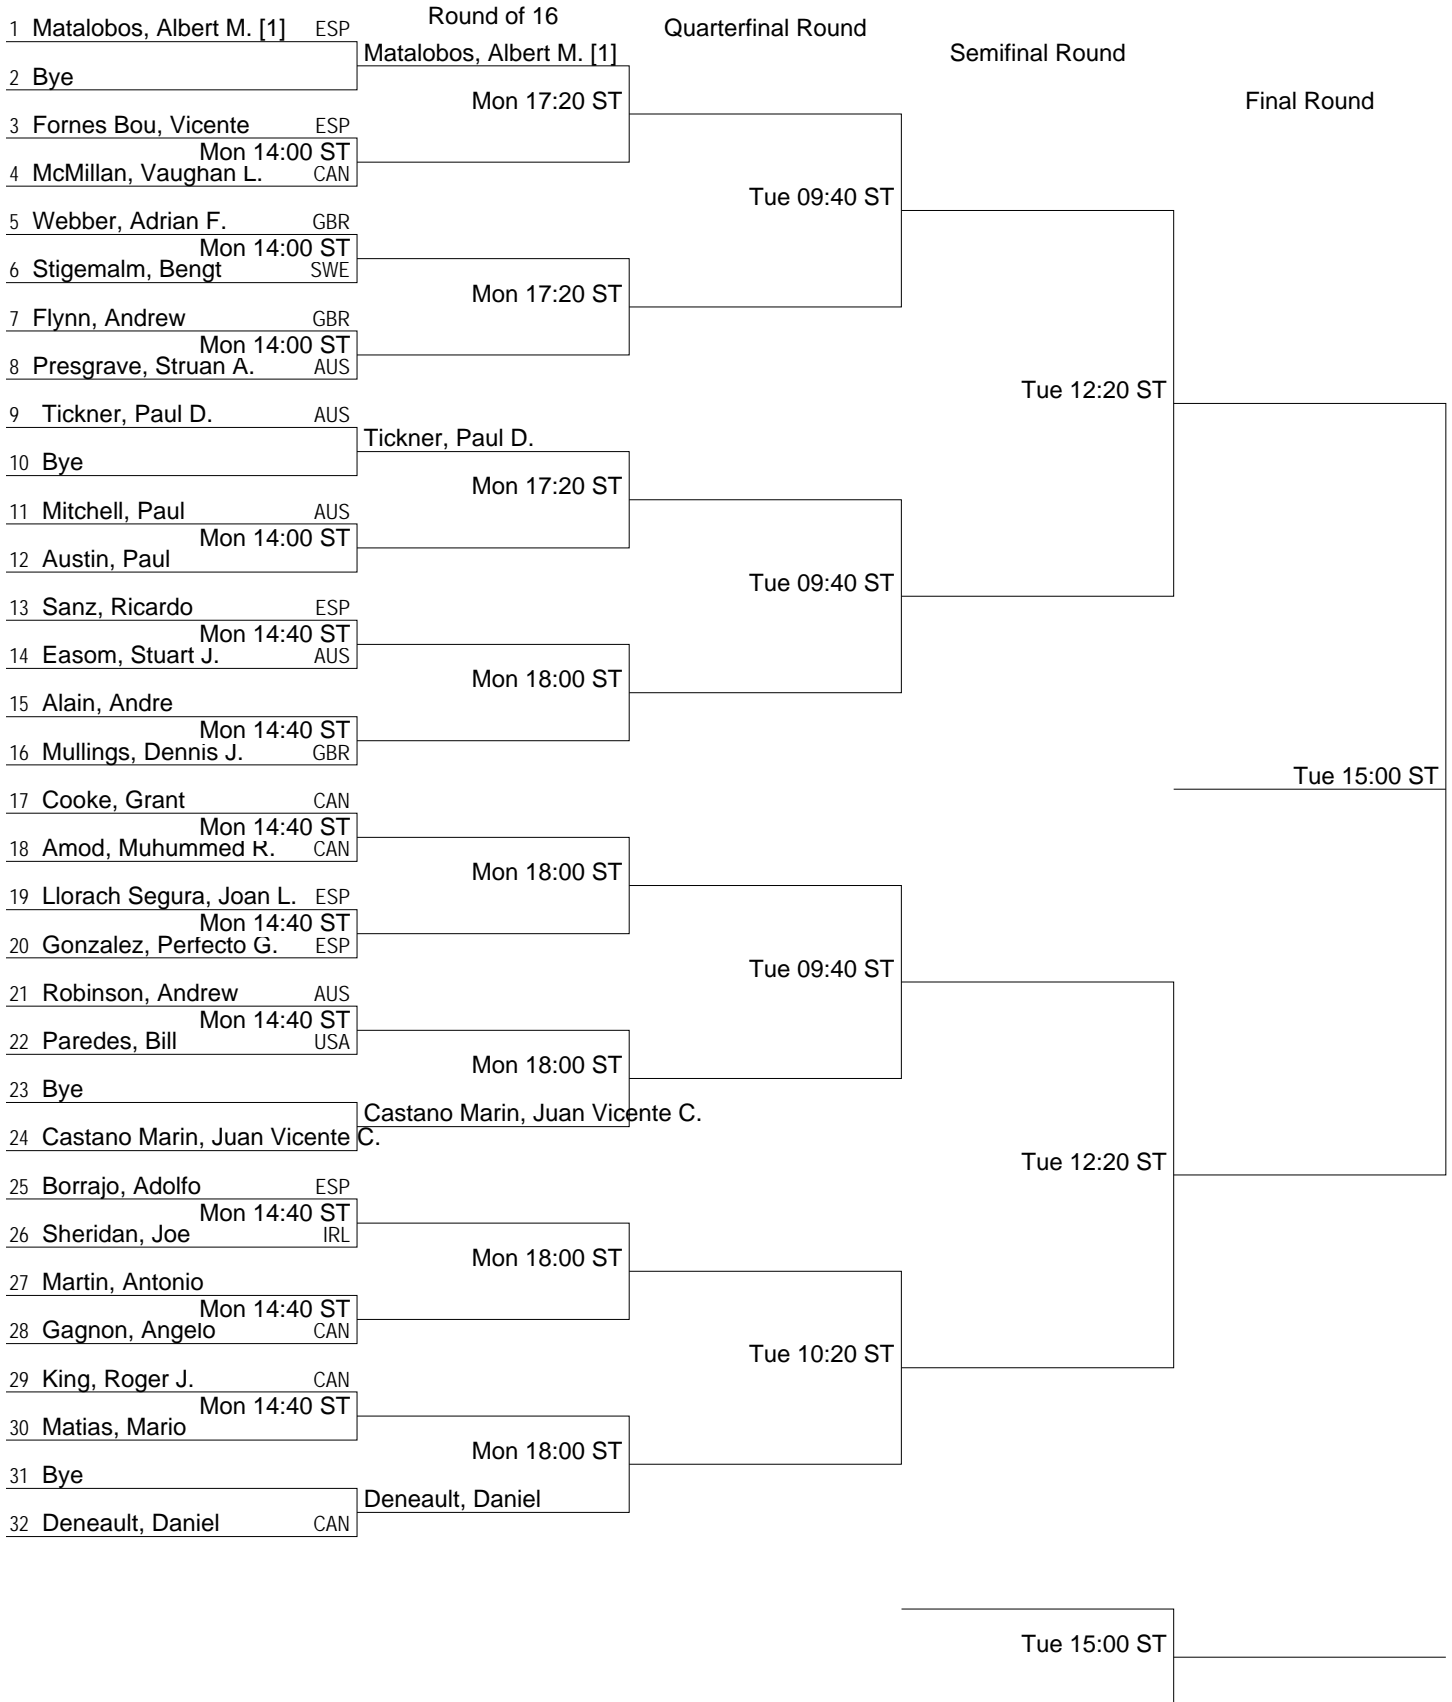 Round of 16
Quarterfinal Round
Semifinal Round
Final Round
1 Matalobos, Albert M. [1] ESP
Matalobos, Albert M. [1]
2 Bye
Mon 17:20 ST
3 Fornes Bou, Vicente ESP
Mon 14:00 ST
4 McMillan, Vaughan L. CAN
Tue 09:40 ST
5 Webber, Adrian F. GBR
Mon 14:00 ST
6 Stigemalm, Bengt SWE
Mon 17:20 ST
7 Flynn, Andrew GBR
Mon 14:00 ST
8 Presgrave, Struan A. AUS
Tue 12:20 ST
9 Tickner, Paul D. AUS
Tickner, Paul D.
10 Bye
Mon 17:20 ST
11 Mitchell, Paul AUS
Mon 14:00 ST
12 Austin, Paul
Tue 09:40 ST
13 Sanz, Ricardo ESP
Mon 14:40 ST
14 Easom, Stuart J. AUS
Mon 18:00 ST
15 Alain, Andre
Mon 14:40 ST
16 Mullings, Dennis J. GBR
Tue 15:00 ST
17 Cooke, Grant CAN
Mon 14:40 ST
18 Amod, Muhummed R. CAN
Mon 18:00 ST
19 Llorach Segura, Joan L. ESP
Mon 14:40 ST
20 Gonzalez, Perfecto G. ESP
Tue 09:40 ST
21 Robinson, Andrew AUS
Mon 14:40 ST
22 Paredes, Bill USA
Mon 18:00 ST
23 Bye
Castano Marin, Juan Vicente C.
24 Castano Marin, Juan Vicente C.
Tue 12:20 ST
25 Borrajo, Adolfo ESP
Mon 14:40 ST
26 Sheridan, Joe IRL
Mon 18:00 ST
27 Martin, Antonio
Mon 14:40 ST
28 Gagnon, Angelo CAN
Tue 10:20 ST
29 King, Roger J. CAN
Mon 14:40 ST
30 Matias, Mario
Mon 18:00 ST
31 Bye
Deneault, Daniel
32 Deneault, Daniel CAN
Tue 15:00 ST